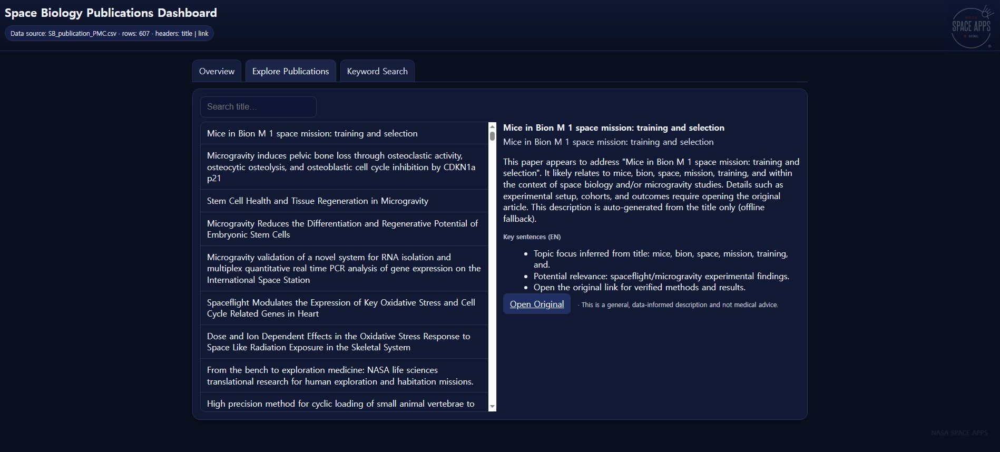 Space Biology Publications Dashboard
Data source: SB_publication_PMC.csv · rows: 607 · headers: title | link
NASA
SPACE APPS
SEOUL
Overview
Explore Publications
Keyword Search
Search title…
Mice in Bion M 1 space mission: training and selection
Microgravity induces pelvic bone loss through osteoclastic activity,
osteocytic osteolysis, and osteoblastic cell cycle inhibition by CDKN1a
p21
Stem Cell Health and Tissue Regeneration in Microgravity
Microgravity Reduces the Differentiation and Regenerative Potential of
Embryonic Stem Cells
Microgravity validation of a novel system for RNA isolation and
multiplex quantitative real time PCR analysis of gene expression on the
International Space Station
Spaceflight Modulates the Expression of Key Oxidative Stress and Cell
Cycle Related Genes in Heart
Dose and Ion Dependent Effects in the Oxidative Stress Response to
Space Like Radiation Exposure in the Skeletal System
From the bench to exploration medicine: NASA life sciences
translational research for human exploration and habitation missions.
High precision method for cyclic loading of small animal vertebrae to
Mice in Bion M 1 space mission: training and selection
Mice in Bion M 1 space mission: training and selection
This paper appears to address "Mice in Bion M 1 space mission: training and
selection". It likely relates to mice, bion, space, mission, training, and within
the context of space biology and/or microgravity studies. Details such as
experimental setup, cohorts, and outcomes require opening the original
article. This description is auto-generated from the title only (offline
fallback).
Key sentences (EN)
• Topic focus inferred from title: mice, bion, space, mission, training,
and.
• Potential relevance: spaceflight/microgravity experimental findings.
• Open the original link for verified methods and results.
Open Original
· This is a general, data-informed description and not medical advice.
NASA SPACE APPS